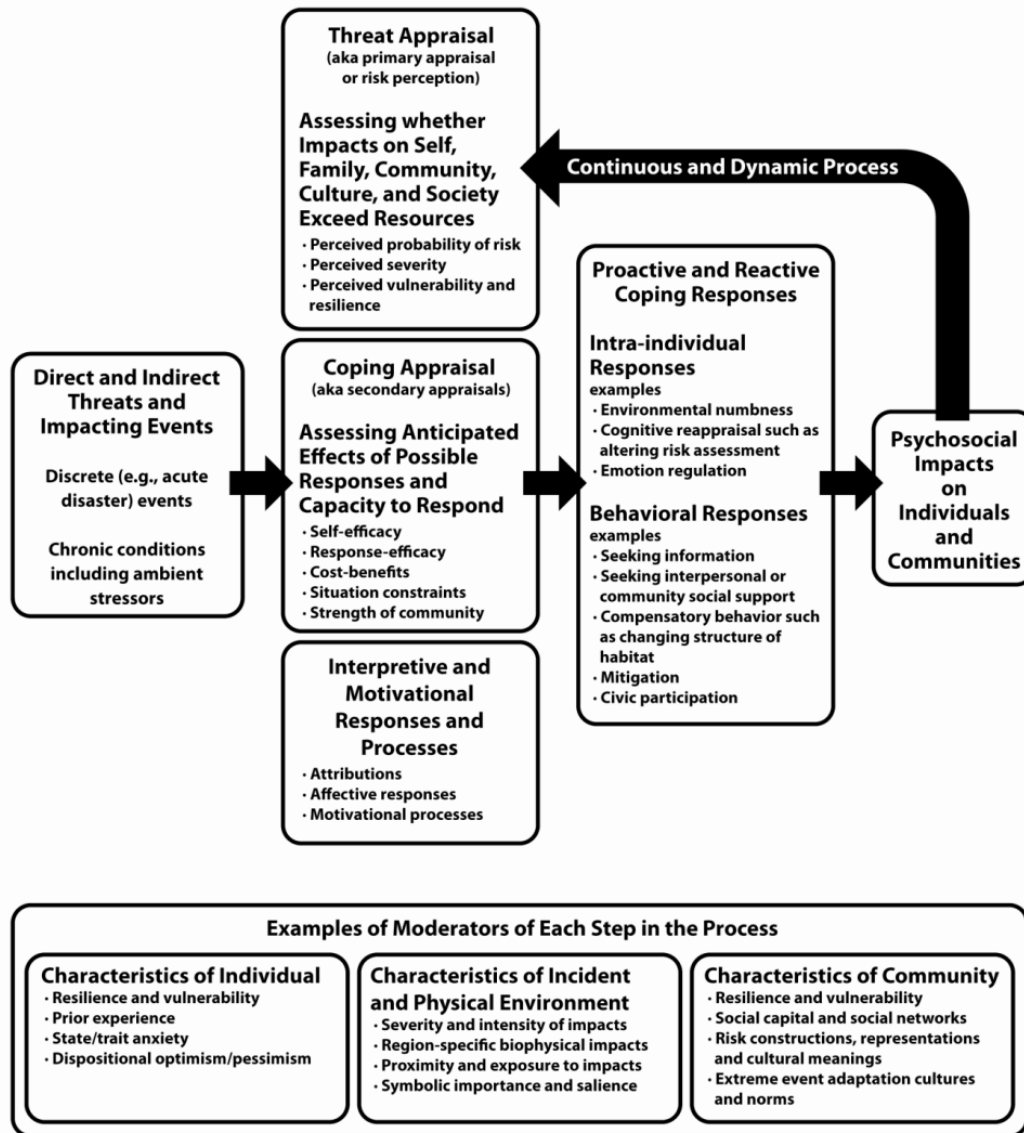 Threat Appraisal
(aka primary appraisal
or risk perception)
Assessing whether
Impacts on Self,
Family, Community,
Culture, and Society
Exceed Resources
· Perceived probability of risk
· Perceived severity
· Perceived vulnerability and
resilience
Continuous and Dynamic Process
Direct and Indirect
Threats and
Impacting Events
Discrete (e.g., acute
disaster) events
Chronic conditions
including ambient
stressors
Coping Appraisal
(aka secondary appraisals)
Assessing Anticipated
Effects of Possible
Responses and
Capacity to Respond
· Self-efficacy
· Response-efficacy
· Cost-benefits
· Situation constraints
· Strength of community
Interpretive and
Motivational
Responses and
Processes
· Attributions
· Affective responses
· Motivational processes
Proactive and Reactive
Coping Responses
Intra-individual
Responses
examples
· Environmental numbness
· Cognitive reappraisal such as
altering risk assessment
· Emotion regulation
Behavioral Responses
examples
· Seeking information
· Seeking interpersonal or
community social support
· Compensatory behavior such
as changing structure of
habitat
· Mitigation
· Civic participation
Psychosocial
Impacts
on
Individuals
and
Communities
Examples of Moderators of Each Step in the Process
Characteristics of Individual
· Resilience and vulnerability
· Prior experience
· State/trait anxiety
· Dispositional optimism/pessimism
Characteristics of Incident
and Physical Environment
· Severity and intensity of impacts
· Region-specific biophysical impacts
· Proximity and exposure to impacts
· Symbolic importance and salience
Characteristics of Community
· Resilience and vulnerability
· Social capital and social networks
· Risk constructions, representations
and cultural meanings
· Extreme event adaptation cultures
and norms